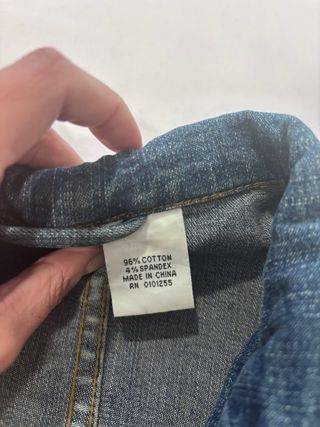 96% COTTON
4% SPANDEX
MADE IN CHINA
RN 0101255